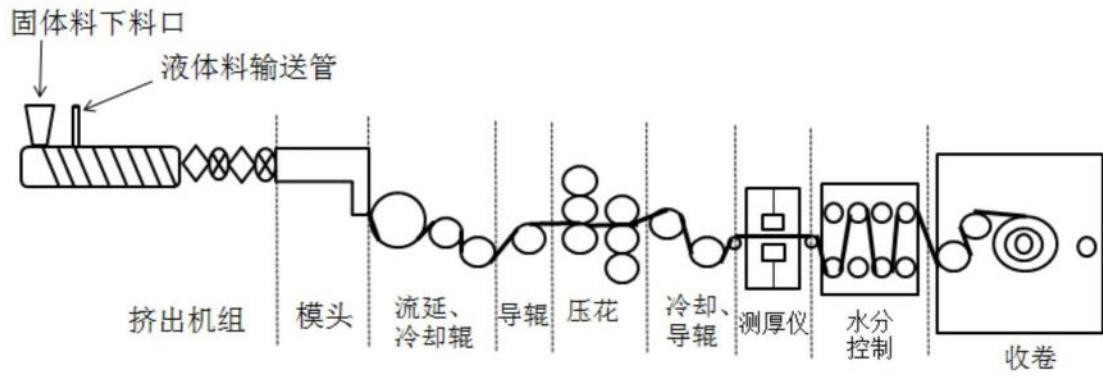 固体料下料口
液体料输送管
挤出机组
模头
流延、
冷却辊
导辊
压花
冷却、
导辊
测厚仪
水分
控制
收卷